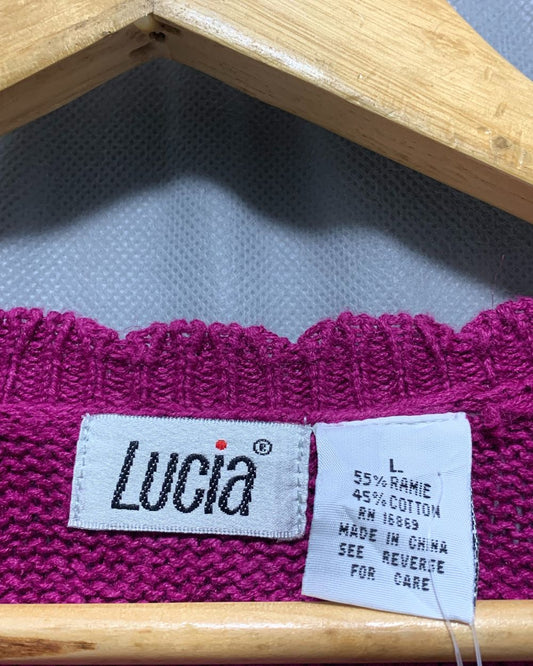 Lucia®
L
55% RAMIE
45% COTTON
RN 16869
MADE IN CHINA
SEE REVERSE
FOR CARE